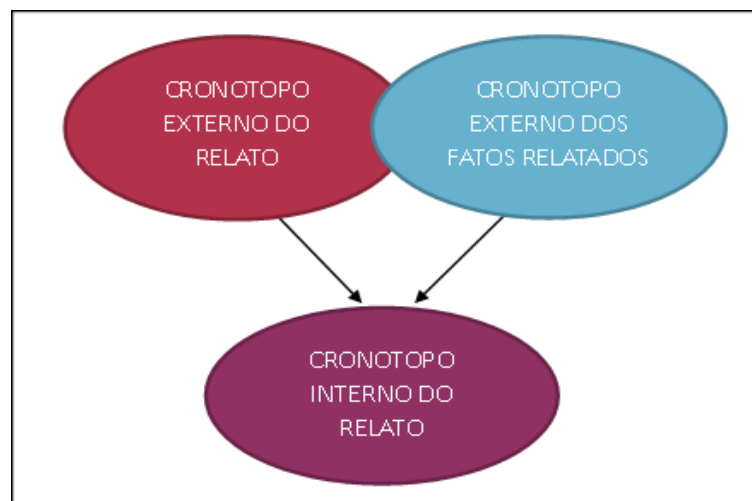 CRONOTOPO
EXTERNO DO
RELATO
CRONOTOPO
EXTERNO DOS
FATOS RELATADOS
CRONOTOPO
INTERNO DO
RELATO